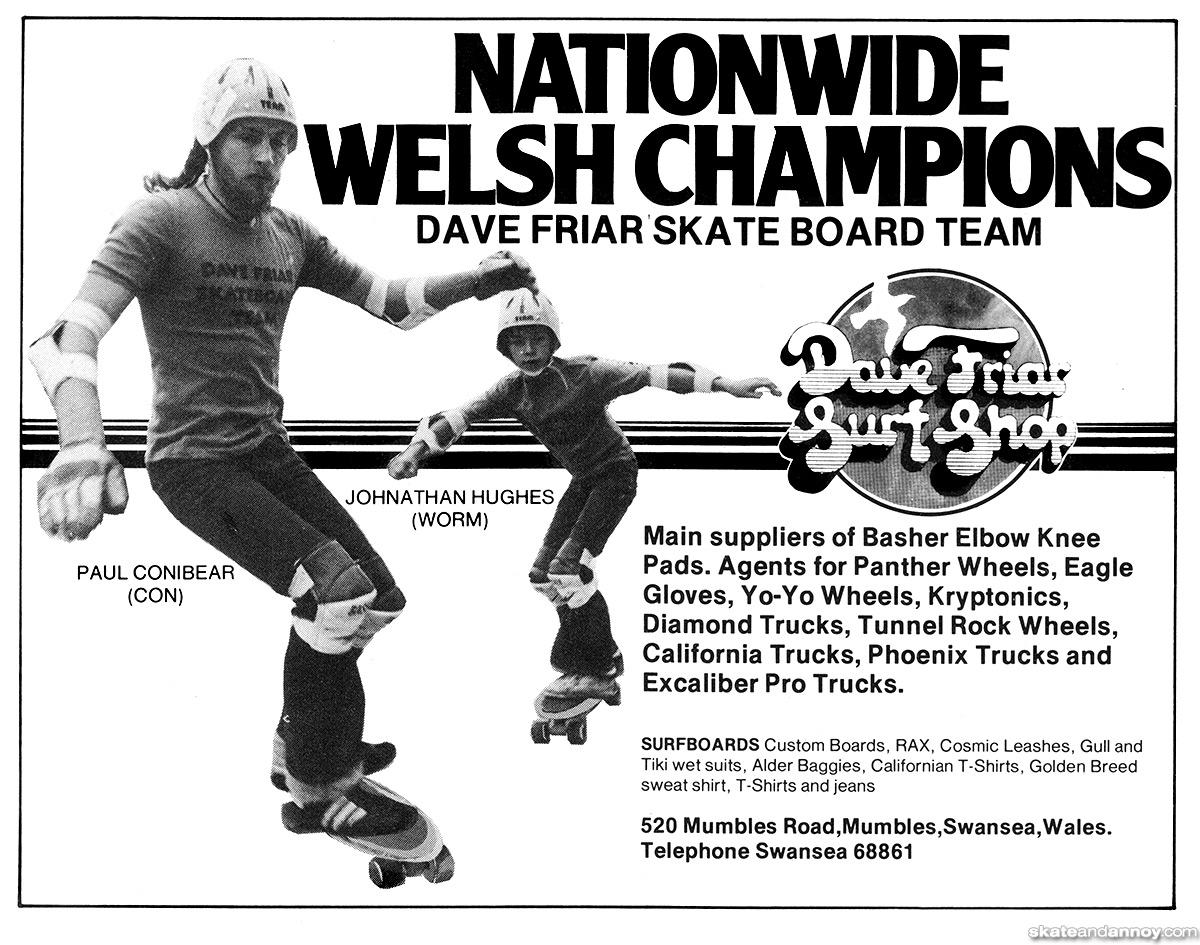 NATIONWIDE
WELSH CHAMPIONS
DAVE FRIAR SKATE BOARD TEAM
TEAM
DAVE FRIAR
SKATEBOA
TEAM
TEAM
Dave Friar
Surf Shop
JOHNATHAN HUGHES
(WORM)
PAUL CONIBEAR
(CON)
Main suppliers of Basher Elbow Knee
Pads. Agents for Panther Wheels, Eagle
Gloves, Yo-Yo Wheels, Kryptonics,
Diamond Trucks, Tunnel Rock Wheels,
California Trucks, Phoenix Trucks and
Excaliber Pro Trucks.
SURFBOARDS Custom Boards, RAX, Cosmic Leashes, Gull and
Tiki wet suits, Alder Baggies, Californian T-Shirts, Golden Breed
sweat shirt, T-Shirts and jeans
520 Mumbles Road,Mumbles,Swansea,Wales.
Telephone Swansea 68861
skateandannoy.com